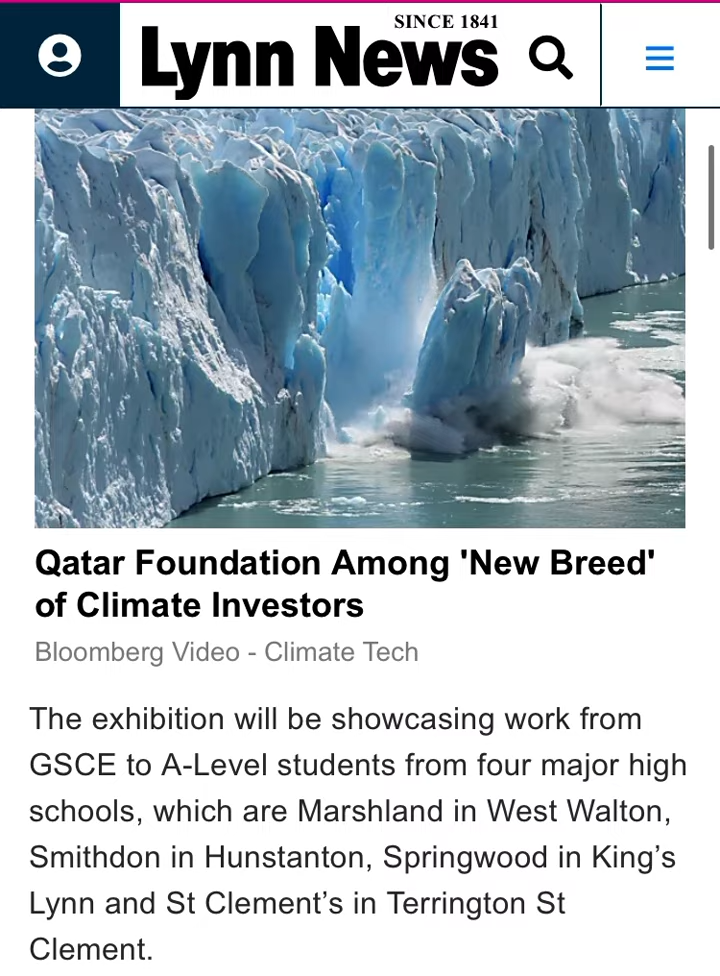 SINCE 1841
Lynn News
Qatar Foundation Among 'New Breed'
of Climate Investors
Bloomberg Video - Climate Tech
The exhibition will be showcasing work from
GSCE to A-Level students from four major high
schools, which are Marshland in West Walton,
Smithdon in Hunstanton, Springwood in King’s
Lynn and St Clement’s in Terrington St
Clement.